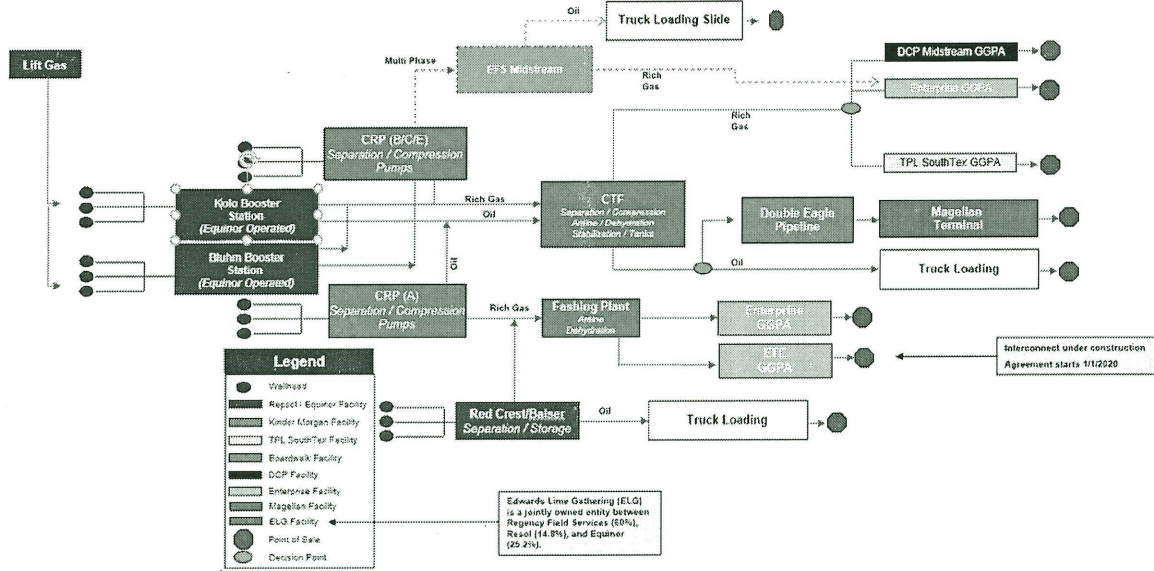 Lift Gas
Oil
Truck Loading Slide
Multi Phase
EFS Midstream
Rich
Gas
DCP Midstream GGPA
Enterprise GGPA
Rich
Gas
TPL SouthTex GGPA
CRP (B/C/E)
Separation / Compression
Pumps
Kolo Booster
Station
(Equinor Operated)
Rich Gas
Oil
CTF
Separation / Compression
Amine / Dehydration
Stabilization / Tanks
Double Eagle
Pipeline
Magellan
Terminal
Bluhm Booster
Station
(Equinor Operated)
Oil
Oil
Truck Loading
CRP (A)
Separation / Compression
Pumps
Rich Gas
Fashing Plant
Amine
Dehydration
Enterprise
GGPA
ETC
GGPA
Interconnect under construction
Agreement starts 1/1/2020
Legend
Wellhead
Repsol / Equinor Facility
Kinder Morgan Facility
TPL SouthTex Facility
Boardwalk Facility
DCP Facility
Enterprise Facility
Magellan Facility
ELG Facility
Point of Sale
Decision Point
Red Crest/Balser
Separation / Storage
Oil
Truck Loading
Edwards Lime Gathering (ELG)
is a jointly owned entity between
Regency Field Services (60%),
Resol (14.8%), and Equinor
(25.2%).